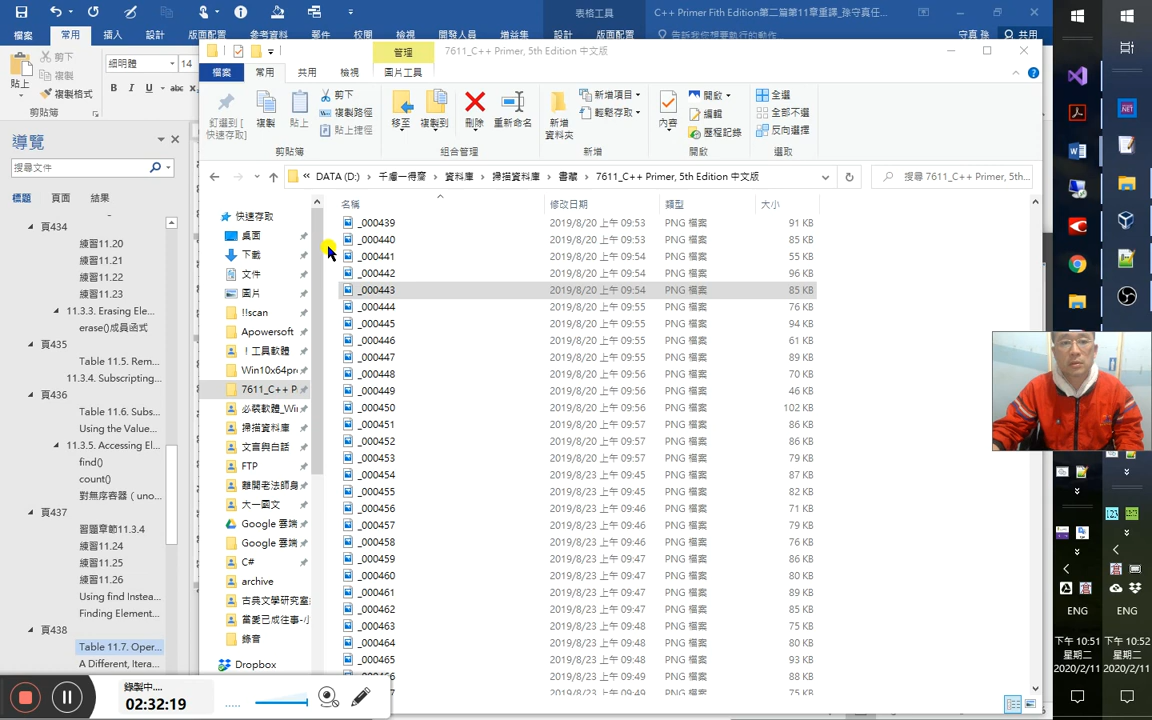 表格工具
C++ Primer Fith Edition第二篇第11章重譯_孫守真任...
檔案 常用 插入 設計 版面配置 參考資料 郵件 校閱 檢視 開發人員 增益集 設計 版面配置 告訴我您想要執行的動作... 守真 孫 共用
貼上 剪下 複製 複製格式 剪貼簿
細明體 14
B I U abc
管理 7611_C++ Primer, 5th Edition 中文版
檔案 常用 共用 檢視 圖片工具
釘選到 [快速存取] 複製 貼上 剪下 複製路徑 貼上捷徑 移至 複製到 刪除 重新命名 新增資料夾 新增項目 輕鬆存取 內容 開啟 編輯 歷程記錄 全選 全部不選 反向選擇
剪貼簿 組合管理 新增 開啟 選取
DATA (D:) 千慮一得齋 資料庫 掃描資料庫 書藏 7611_C++ Primer, 5th Edition 中文版
搜尋 7611_C++ Primer, 5th...
導覽
搜尋文件
標題 頁面 結果
頁434
練習11.20
練習11.21
練習11.22
練習11.23
11.3.3. Erasing Ele...
erase()成員函式
頁435
Table 11.5. Rem...
11.3.4. Subscripting...
頁436
Table 11.6. Subs...
Using the Value...
11.3.5. Accessing El...
find()
count()
對無序容器（uno...
頁437
習題章節11.3.4
練習11.24
練習11.25
練習11.26
Using find Instea...
Finding Element...
頁438
Table 11.7. Oper...
A Different, Itera...
快速存取
桌面
下載
文件
圖片
!!scan
Apowersoft
！工具軟體
Win10x64pr
7611_C++ P
必裝軟體_Wi
掃描資料庫
文言與白話
FTP
離開老法師身
大一國文
Google 雲端
Google 雲端
C#
archive
古典文學研究室
當愛已成往事-小
錄音
Dropbox
名稱 修改日期 類型 大小
_000439 2019/8/20 上午 09:53 PNG 檔案 91 KB
_000440 2019/8/20 上午 09:53 PNG 檔案 85 KB
_000441 2019/8/20 上午 09:54 PNG 檔案 55 KB
_000442 2019/8/20 上午 09:54 PNG 檔案 96 KB
_000443 2019/8/20 上午 09:54 PNG 檔案 85 KB
_000444 2019/8/20 上午 09:55 PNG 檔案 76 KB
_000445 2019/8/20 上午 09:55 PNG 檔案 94 KB
_000446 2019/8/20 上午 09:55 PNG 檔案 61 KB
_000447 2019/8/20 上午 09:55 PNG 檔案 89 KB
_000448 2019/8/20 上午 09:56 PNG 檔案 70 KB
_000449 2019/8/20 上午 09:56 PNG 檔案 46 KB
_000450 2019/8/20 上午 09:56 PNG 檔案 102 KB
_000451 2019/8/20 上午 09:57 PNG 檔案 86 KB
_000452 2019/8/20 上午 09:57 PNG 檔案 86 KB
_000453 2019/8/20 上午 09:57 PNG 檔案 79 KB
_000454 2019/8/23 上午 09:45 PNG 檔案 87 KB
_000455 2019/8/23 上午 09:45 PNG 檔案 82 KB
_000456 2019/8/23 上午 09:46 PNG 檔案 71 KB
_000457 2019/8/23 上午 09:46 PNG 檔案 79 KB
_000458 2019/8/23 上午 09:46 PNG 檔案 76 KB
_000459 2019/8/23 上午 09:47 PNG 檔案 86 KB
_000460 2019/8/23 上午 09:47 PNG 檔案 80 KB
_000461 2019/8/23 上午 09:47 PNG 檔案 89 KB
_000462 2019/8/23 上午 09:48 PNG 檔案 85 KB
_000463 2019/8/23 上午 09:48 PNG 檔案 75 KB
_000464 2019/8/23 上午 09:48 PNG 檔案 80 KB
_000465 2019/8/23 上午 09:48 PNG 檔案 93 KB
_000466 2019/8/23 上午 09:49 PNG 檔案 88 KB
2019/8/23 上午 09:49 PNG 檔案 75 KB
錄製中....
02:32:19
ENG ENG
下午 10:51 下午 10:52
星期二 星期二
2020/2/11 2020/2/11